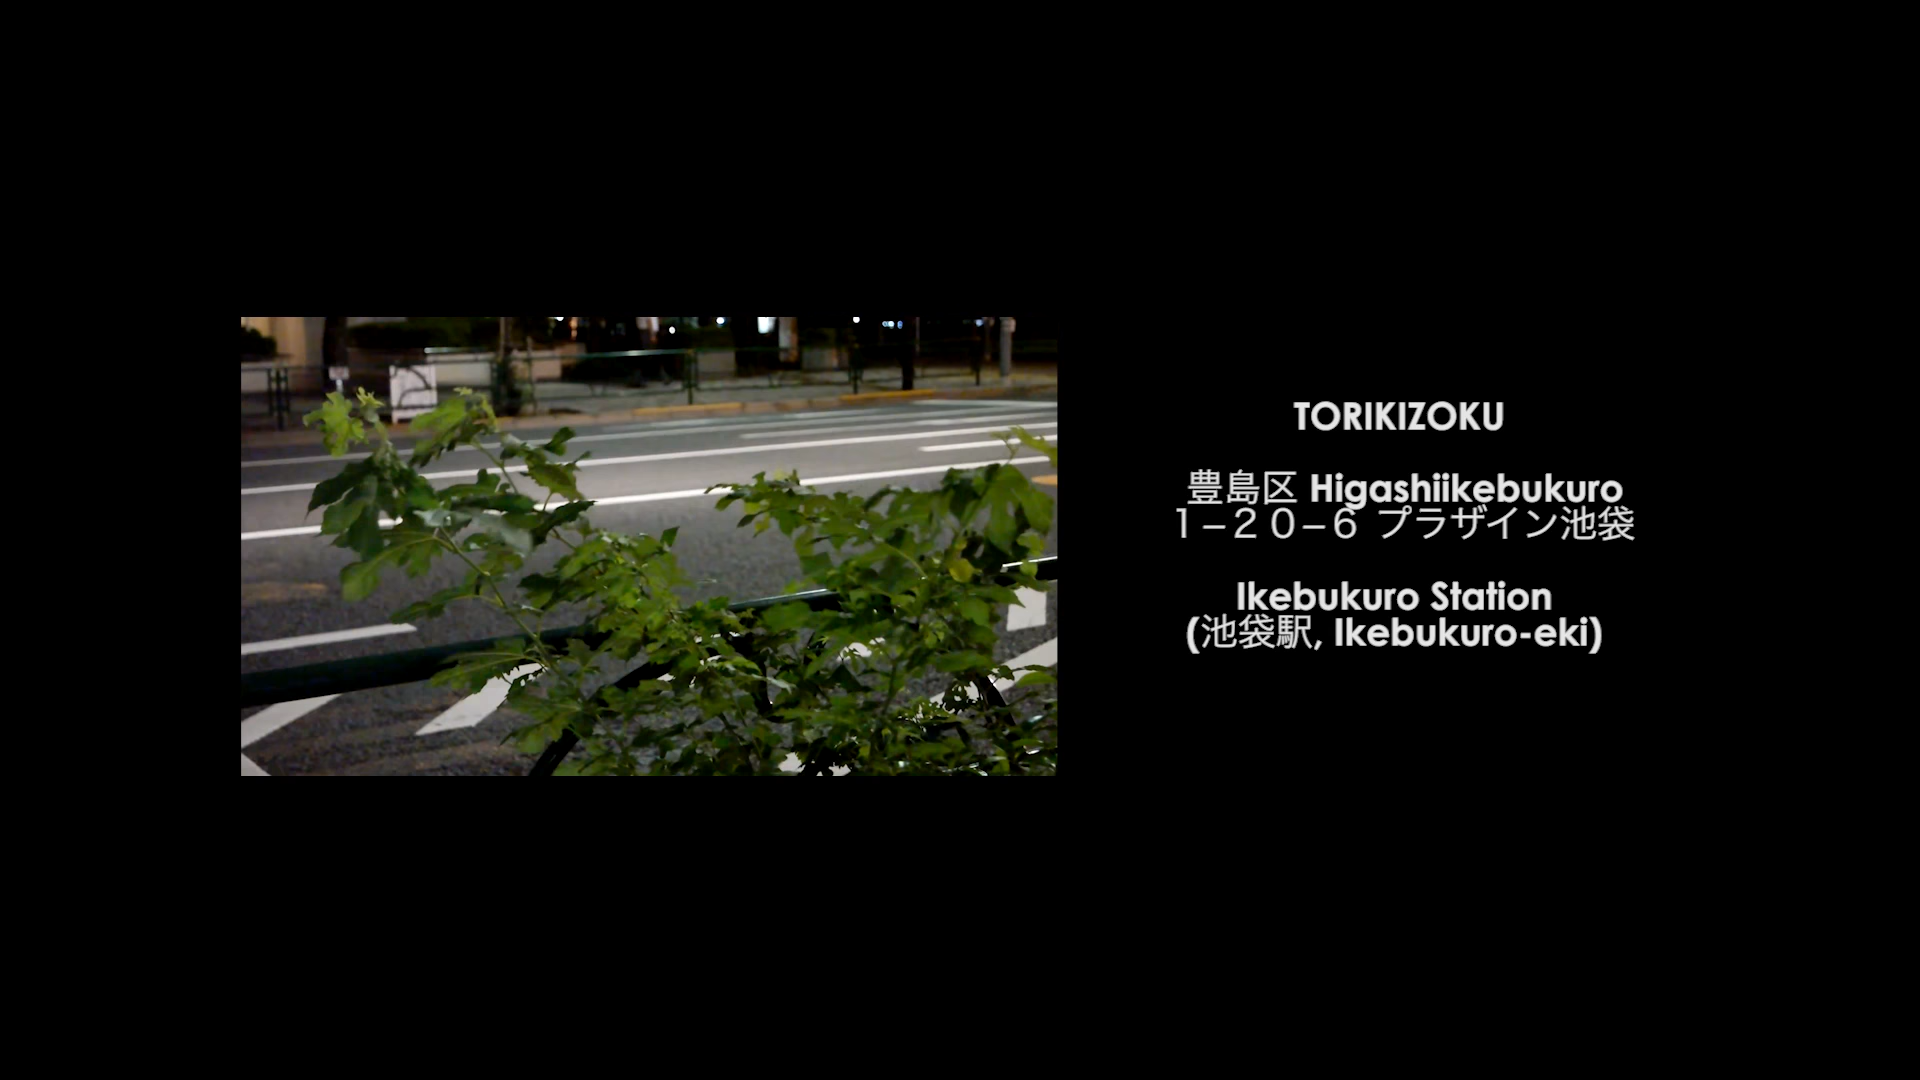 TORIKIZOKU
豊島区 Higashiikebukuro
１−２０−６ プラザイン池袋
Ikebukuro Station
(池袋駅, Ikebukuro-eki)